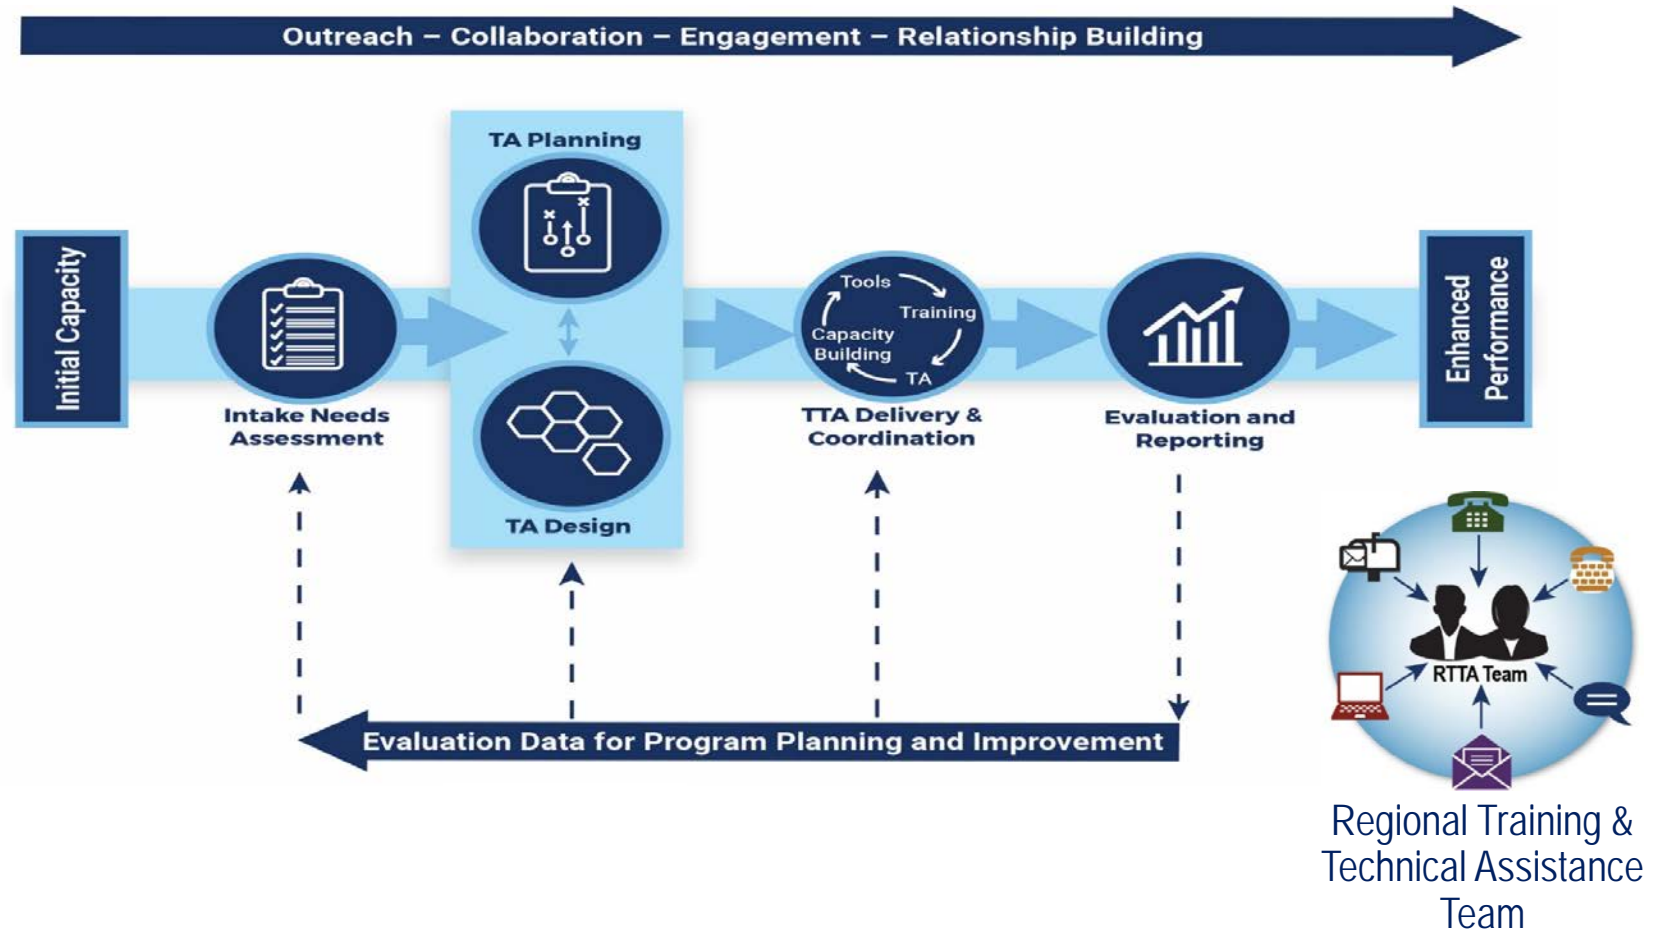 Outreach – Collaboration – Engagement – Relationship Building
TA Planning
Initial Capacity
Intake Needs
Assessment
TA Design
Tools
Training
Capacity
Building
TA
TTA Delivery &
Coordination
Evaluation and
Reporting
Enhanced
Performance
Evaluation Data for Program Planning and Improvement
RTTA Team
Regional Training &
Technical Assistance
Team